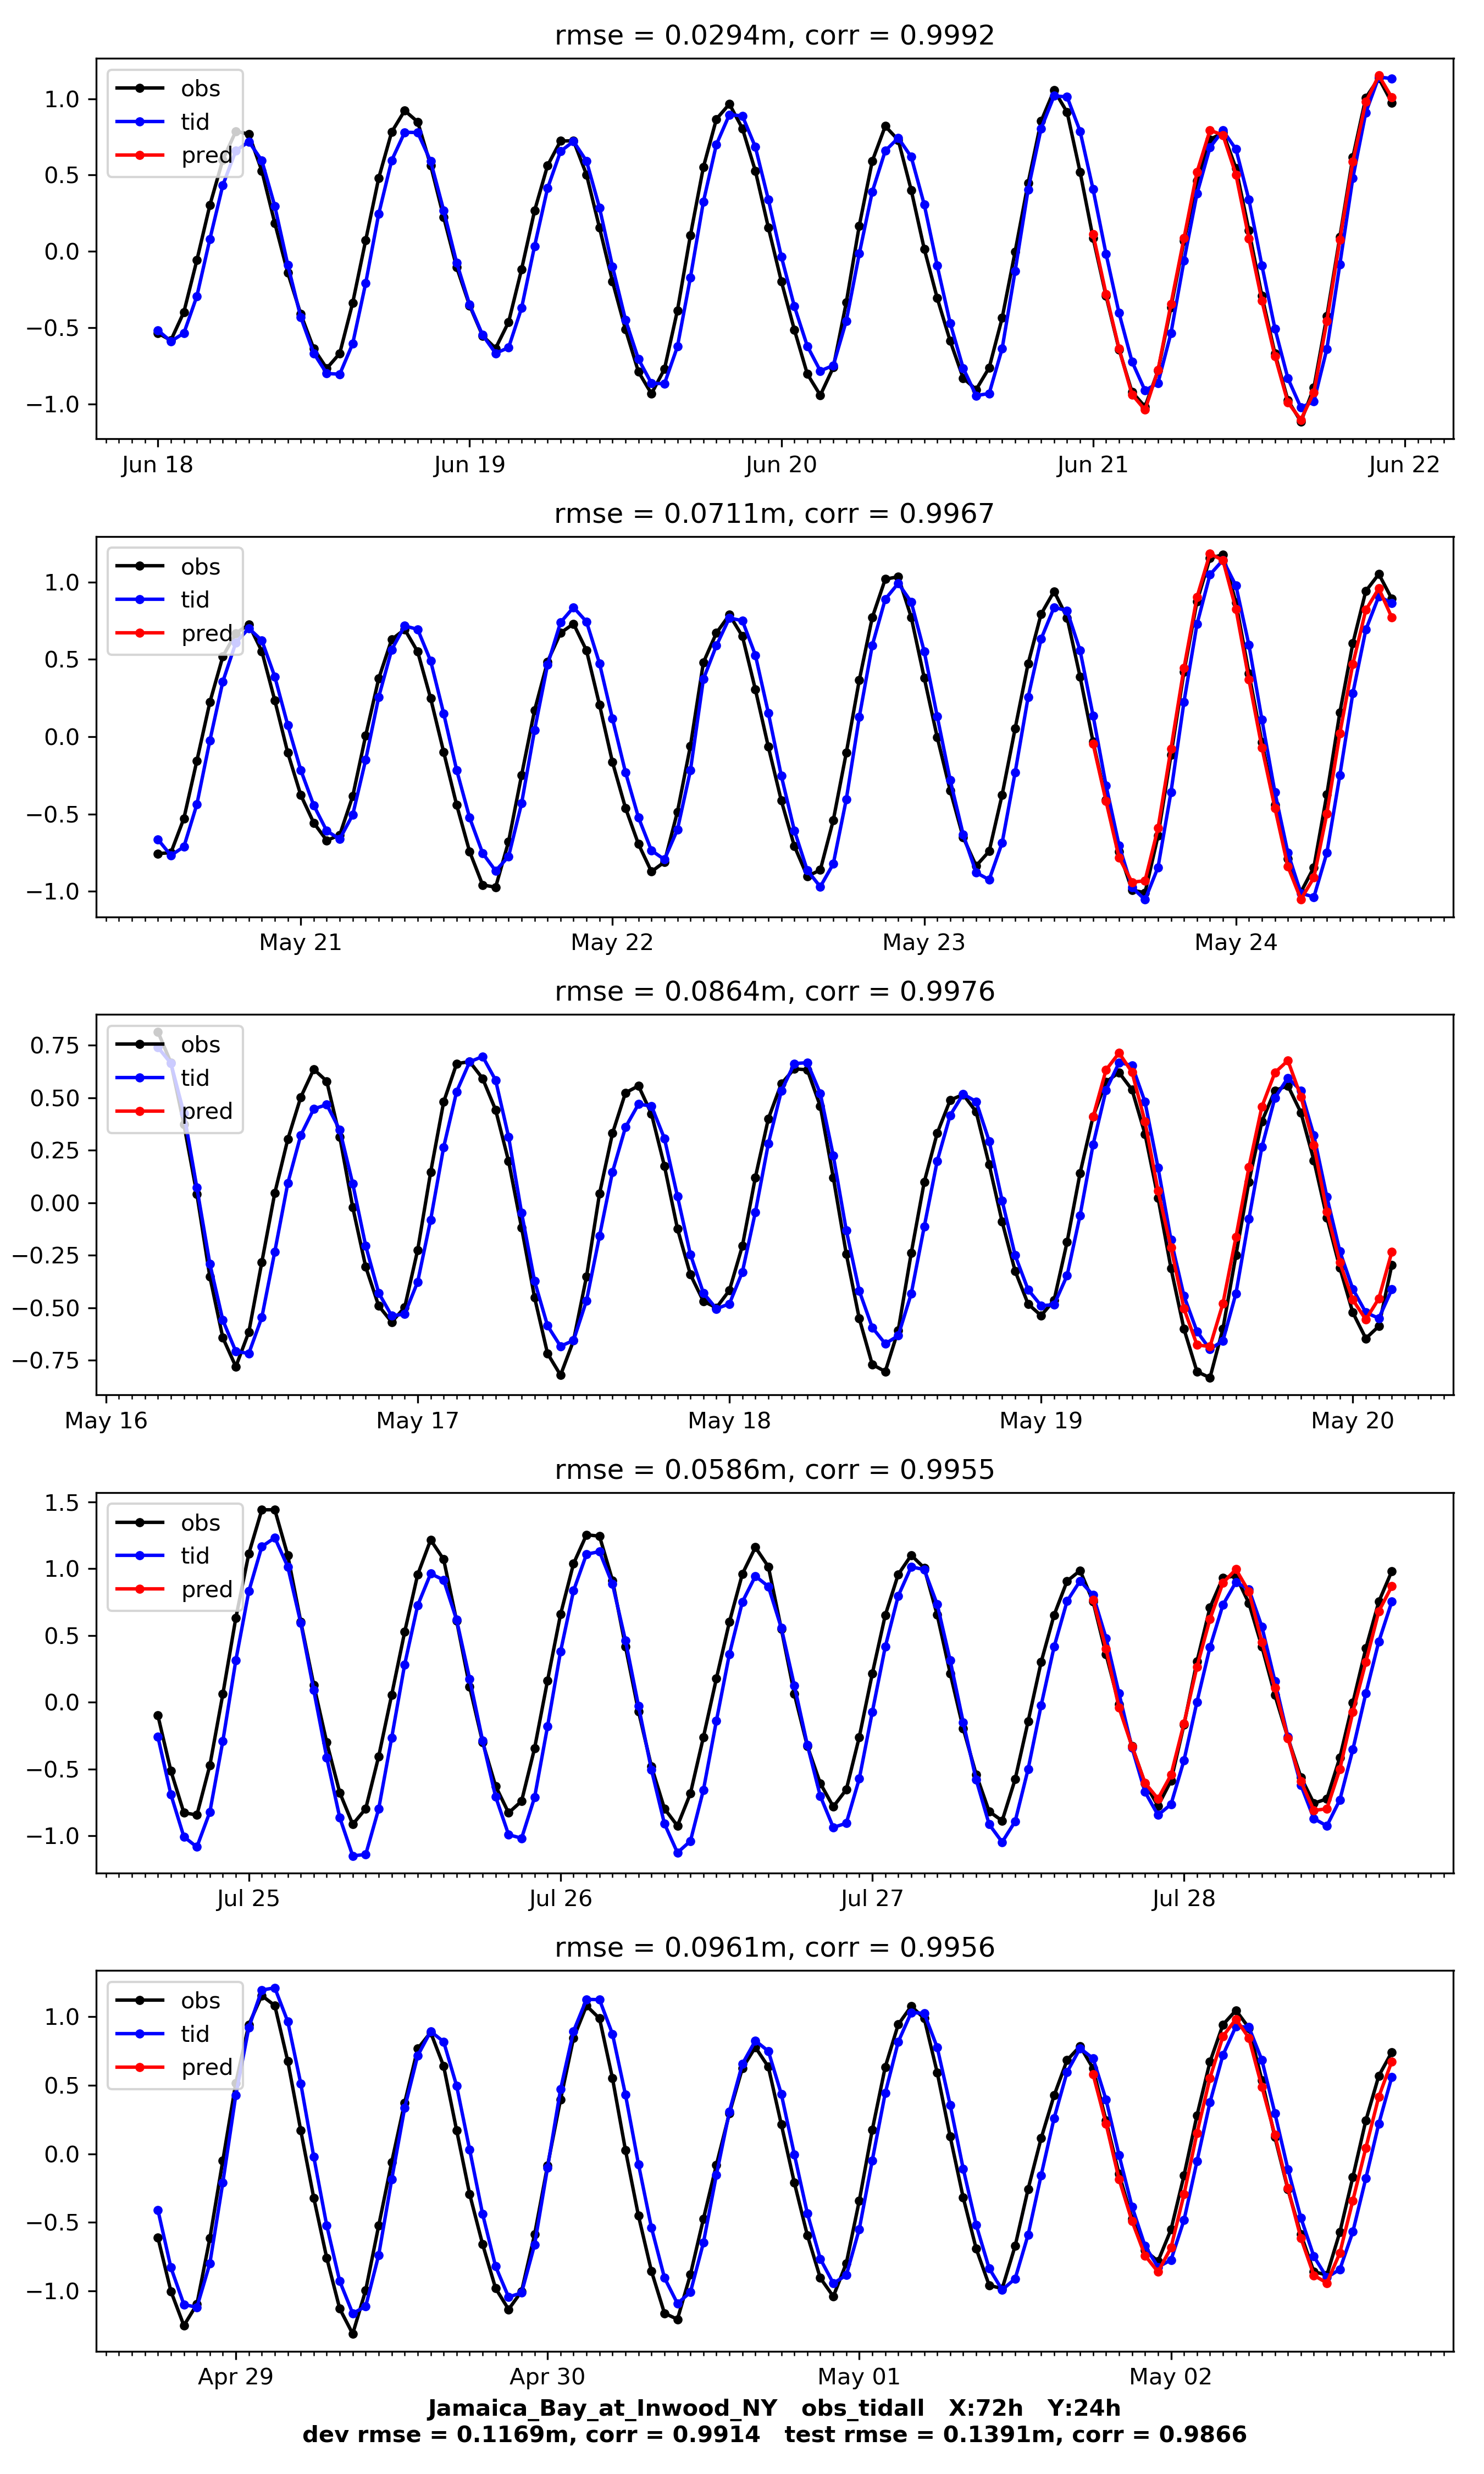 rmse = 0.0294m, corr = 0.9992
obs
tid
pred
1.0
0.5
0.0
−0.5
−1.0
Jun 18 Jun 19 Jun 20 Jun 21 Jun 22
rmse = 0.0711m, corr = 0.9967
obs
tid
pred
1.0
0.5
0.0
−0.5
−1.0
May 21 May 22 May 23 May 24
rmse = 0.0864m, corr = 0.9976
obs
tid
pred
0.75
0.50
0.25
0.00
−0.25
−0.50
−0.75
May 16 May 17 May 18 May 19 May 20
rmse = 0.0586m, corr = 0.9955
obs
tid
pred
1.5
1.0
0.5
0.0
−0.5
−1.0
Jul 25 Jul 26 Jul 27 Jul 28
rmse = 0.0961m, corr = 0.9956
obs
tid
pred
1.0
0.5
0.0
−0.5
−1.0
Apr 29 Apr 30 May 01 May 02
Jamaica_Bay_at_Inwood_NY obs_tidall X:72h Y:24h
dev rmse = 0.1169m, corr = 0.9914 test rmse = 0.1391m, corr = 0.9866